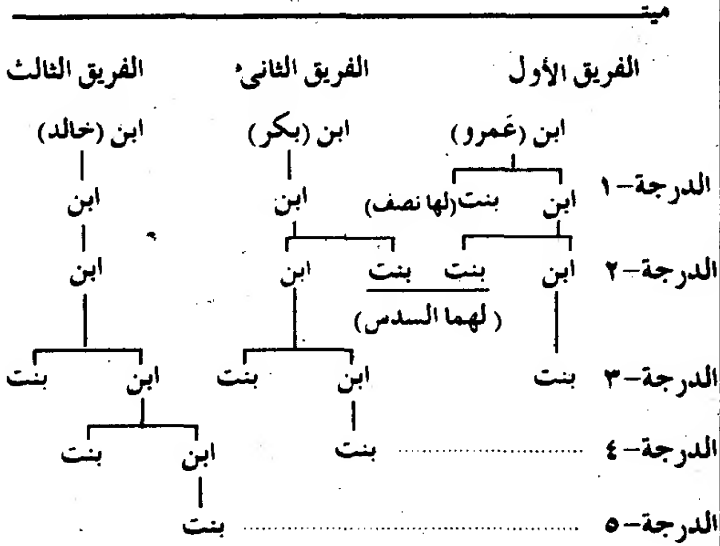 ميتـ
الفريق الأول الفريق الثانى الفريق الثالث
ابن (عَمرو) ابن (بكر) ابن (خالد)
الدرجة-١ ابن بنت (لها نصف) ابن ابن
الدرجة-٢ ابن بنت بنت ابن ابن
(لهما السدس)
الدرجة-٣ بنت ابن بنت ابن بنت
الدرجة-٤ بنت ابن بنت
الدرجة-٥ بنت